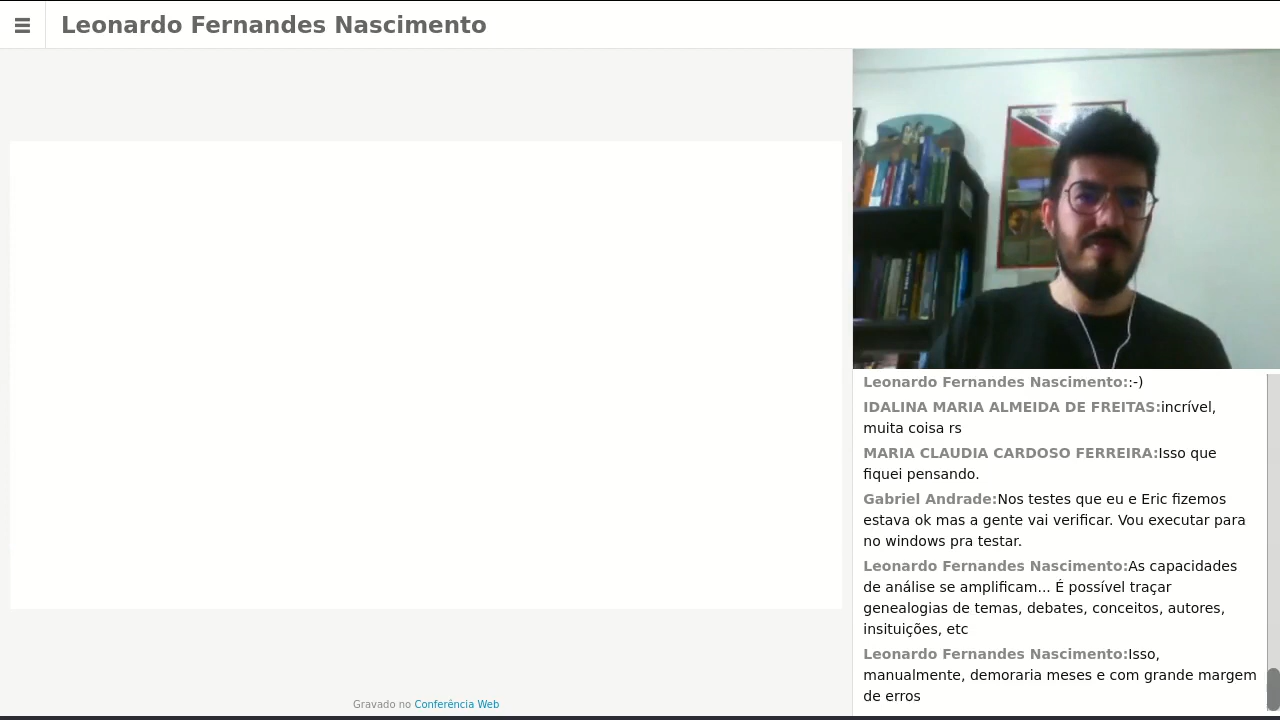 Leonardo Fernandes Nascimento
Leonardo Fernandes Nascimento::-)
IDALINA MARIA ALMEIDA DE FREITAS:incrível,
muita coisa rs
MARIA CLAUDIA CARDOSO FERREIRA:Isso que
fiquei pensando.
Gabriel Andrade:Nos testes que eu e Eric fizemos
estava ok mas a gente vai verificar. Vou executar para
no windows pra testar.
Leonardo Fernandes Nascimento:As capacidades
de análise se amplificam... É possível traçar
genealogias de temas, debates, conceitos, autores,
insituições, etc
Leonardo Fernandes Nascimento:Isso,
manualmente, demoraria meses e com grande margem
de erros
Gravado no Conferência Web